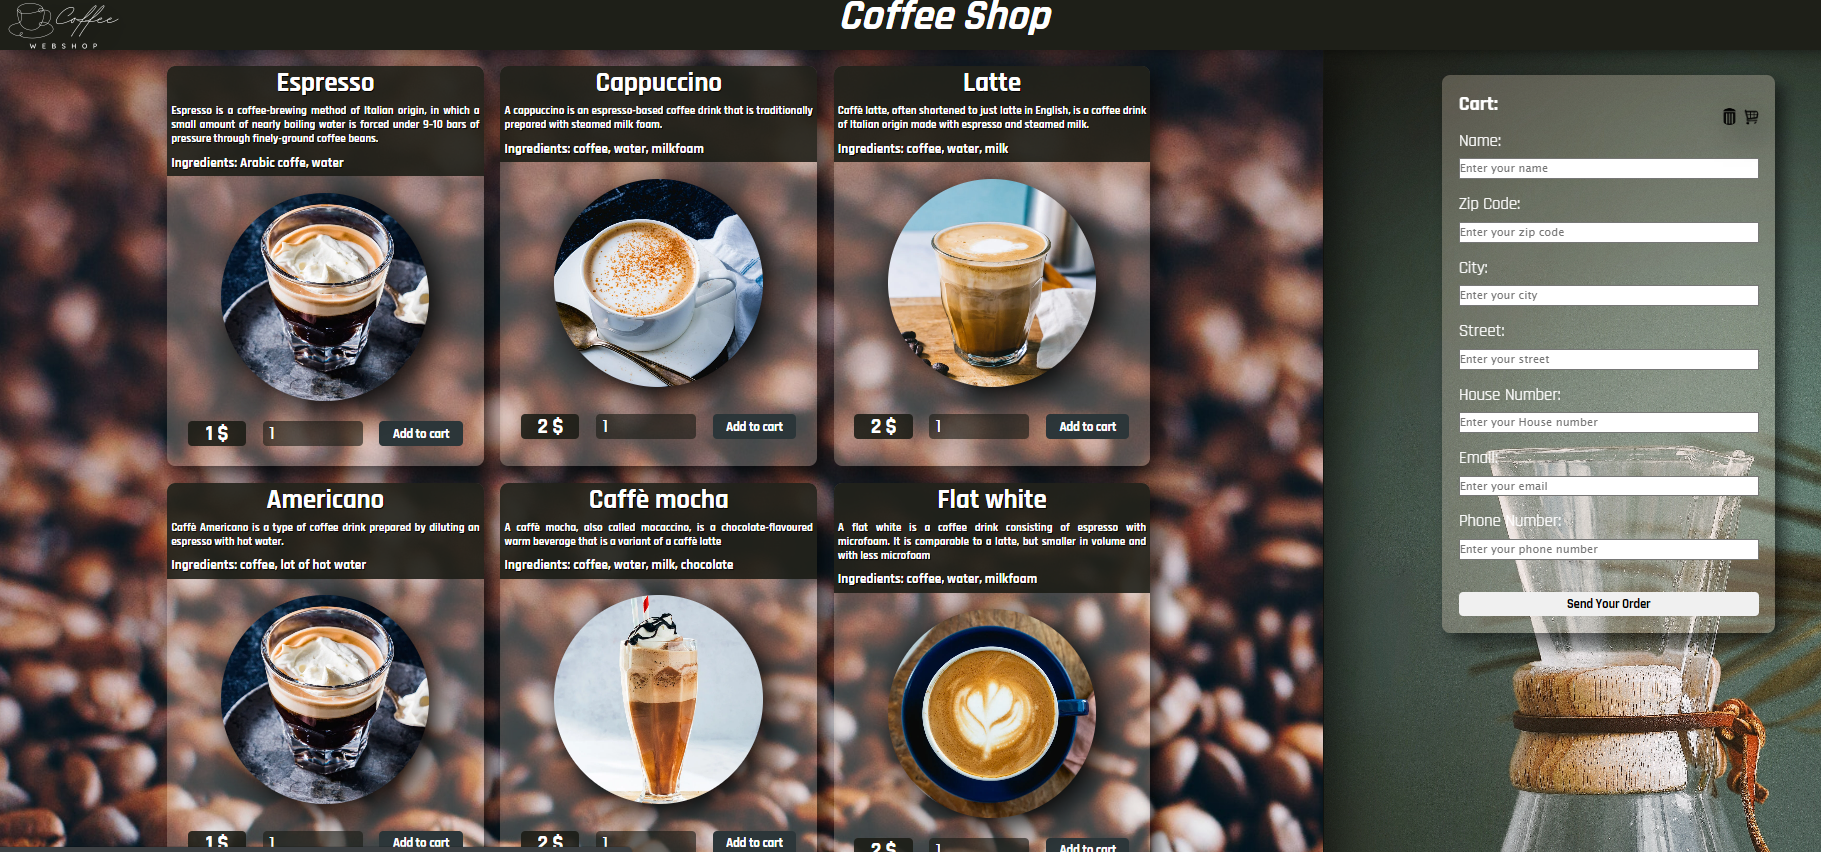 Coffee
WEBSHOP
Coffee Shop
Espresso
Espresso is a coffee-brewing method of Italian origin, in which a
small amount of nearly boiling water is forced under 9-10 bars of
pressure through finely-ground coffee beans.
Ingredients: Arabic coffe, water
1 $
1
Add to cart
Cappuccino
A cappuccino is an espresso-based coffee drink that is traditionally
prepared with steamed milk foam.
Ingredients: coffee, water, milkfoam
2 $
1
Add to cart
Latte
Caffè latte, often shortened to just latte in English, is a coffee drink
of Italian origin made with espresso and steamed milk.
Ingredients: coffee, water, milk
2 $
1
Add to cart
Americano
Caffè Americano is a type of coffee drink prepared by diluting an
espresso with hot water.
Ingredients: coffee, lot of hot water
1 $
1
Add to cart
Caffè mocha
A caffè mocha, also called mocaccino, is a chocolate-flavoured
warm beverage that is a variant of a caffè latte
Ingredients: coffee, water, milk, chocolate
2 $
1
Add to cart
Flat white
A flat white is a coffee drink consisting of espresso with
microfoam. It is comparable to a latte, but smaller in volume and
with less microfoam
Ingredients: coffee, water, milkfoam
2 $
1
Add to cart
Cart:
Name:
Enter your name
Zip Code:
Enter your zip code
City:
Enter your city
Street:
Enter your street
House Number:
Enter your House number
Email:
Enter your email
Phone Number:
Enter your phone number
Send Your Order